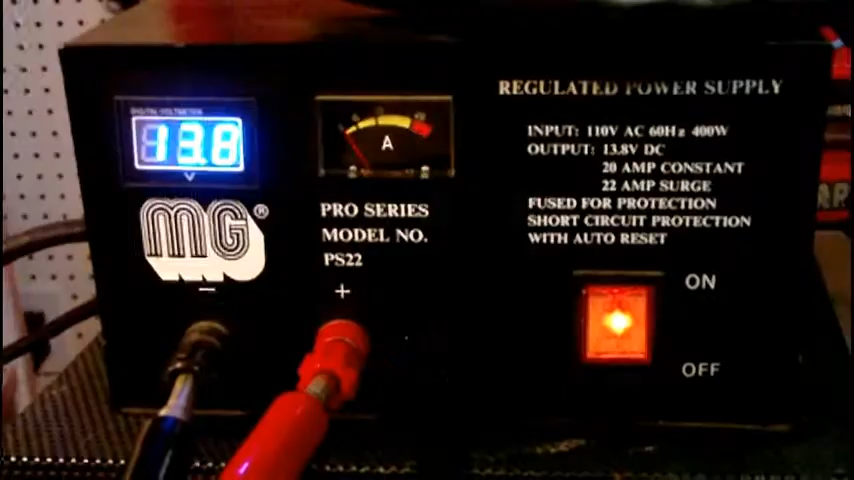 DIGITAL VOLTMETER
13.8
V
A
MG®
PRO SERIES
MODEL NO.
PS22
−
+
REGULATED POWER SUPPLY
INPUT: 110V AC 60Hz 400W
OUTPUT: 13.8V DC
20 AMP CONSTANT
22 AMP SURGE
FUSED FOR PROTECTION
SHORT CIRCUIT PROTECTION
WITH AUTO RESET
ON
OFF